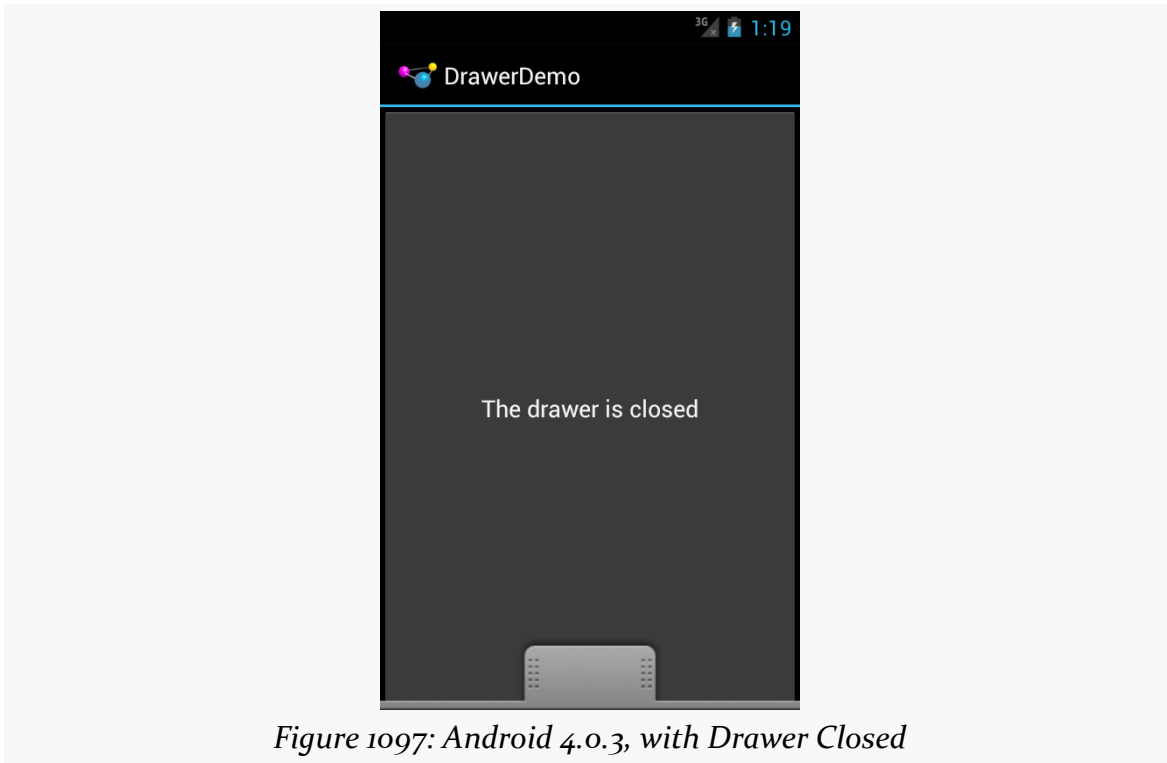 3G
1:19
DrawerDemo
The drawer is closed
Figure 1097: Android 4.0.3, with Drawer Closed